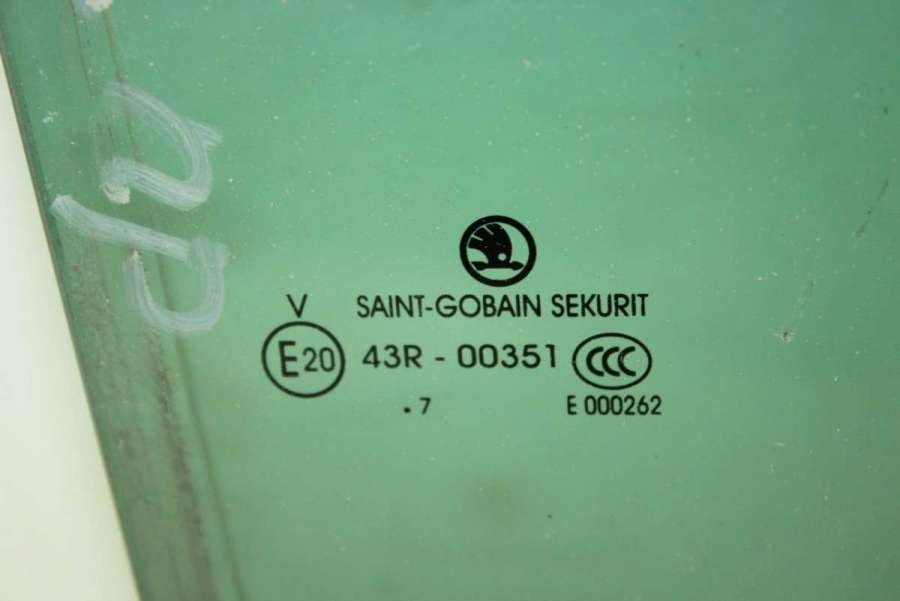 V SAINT-GOBAIN SEKURIT
E20 43R - 00351 CCC
. 7 E 000262